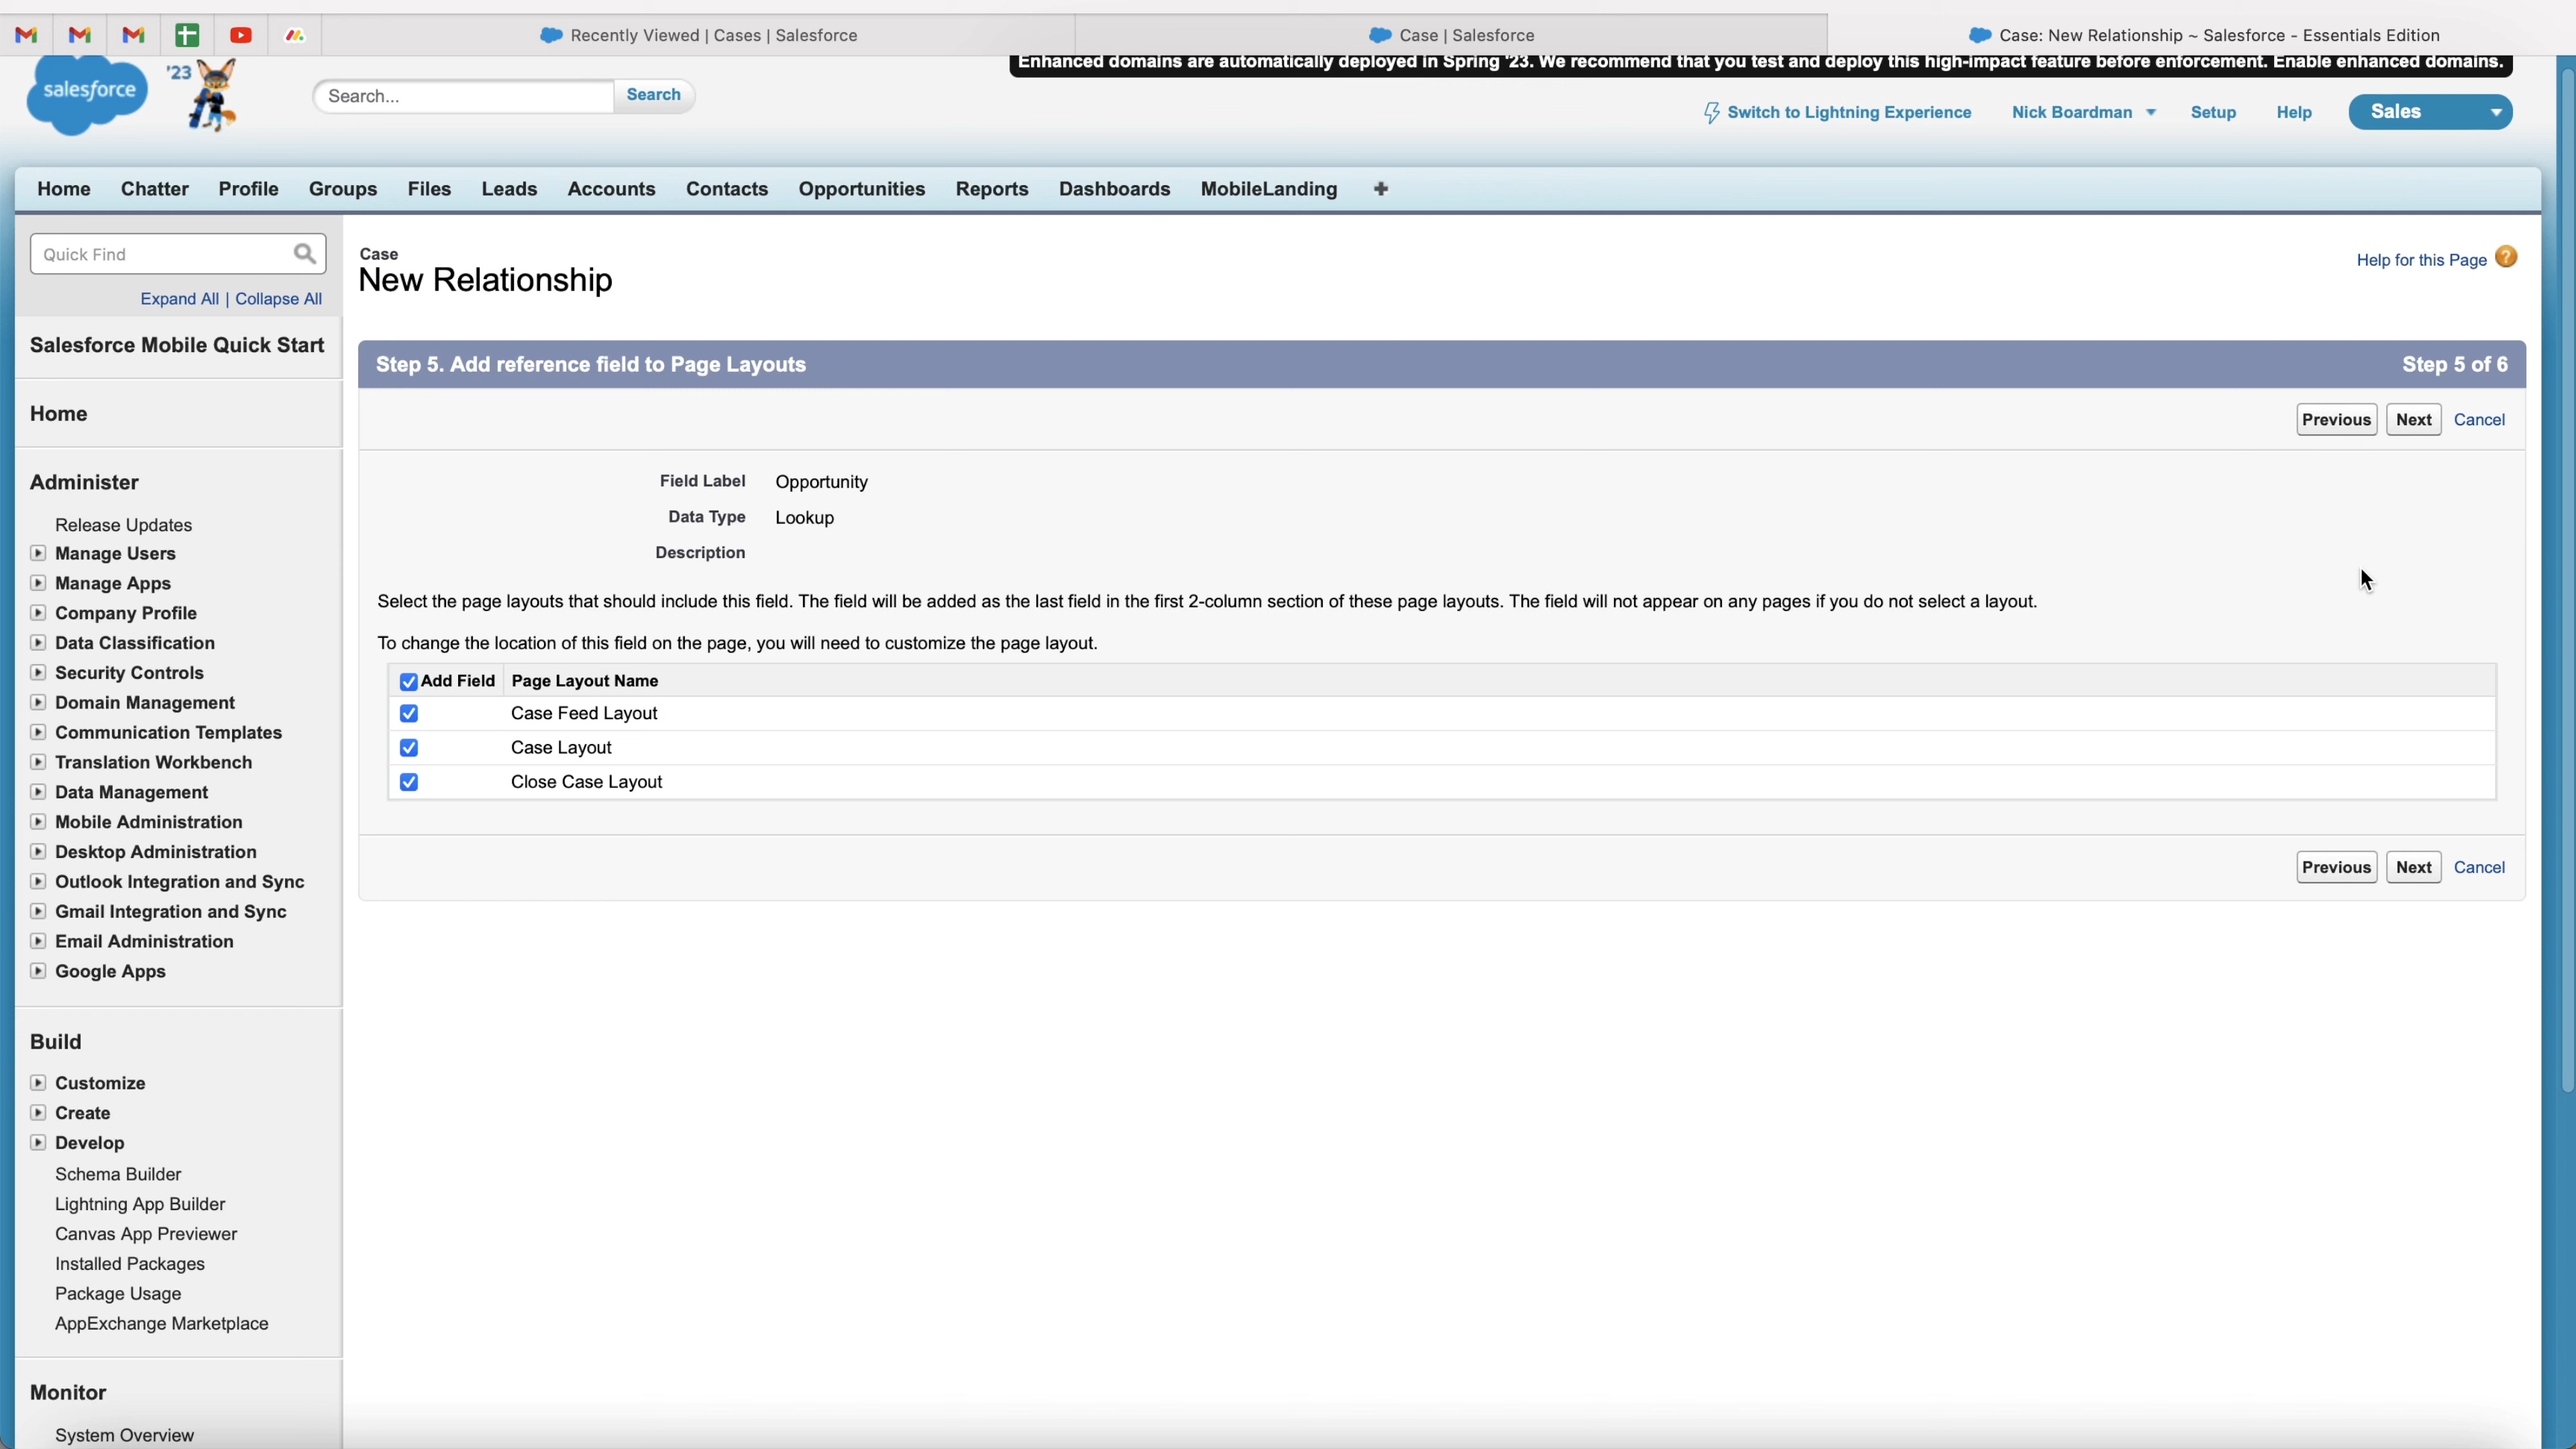 Recently Viewed | Cases | Salesforce
Case | Salesforce
Case: New Relationship ~ Salesforce - Essentials Edition
Enhanced domains are automatically deployed in Spring '23. We recommend that you test and deploy this high-impact feature before enforcement. Enable enhanced domains.
salesforce
'23
Search...
Search
Switch to Lightning Experience
Nick Boardman
Setup
Help
Sales
Home
Chatter
Profile
Groups
Files
Leads
Accounts
Contacts
Opportunities
Reports
Dashboards
MobileLanding
Quick Find
Expand All | Collapse All
Salesforce Mobile Quick Start
Home
Administer
Release Updates
Manage Users
Manage Apps
Company Profile
Data Classification
Security Controls
Domain Management
Communication Templates
Translation Workbench
Data Management
Mobile Administration
Desktop Administration
Outlook Integration and Sync
Gmail Integration and Sync
Email Administration
Google Apps
Build
Customize
Create
Develop
Schema Builder
Lightning App Builder
Canvas App Previewer
Installed Packages
Package Usage
AppExchange Marketplace
Monitor
System Overview
Case
New Relationship
Help for this Page
Step 5. Add reference field to Page Layouts
Step 5 of 6
Previous
Next
Cancel
Field Label Opportunity
Data Type Lookup
Description
Select the page layouts that should include this field. The field will be added as the last field in the first 2-column section of these page layouts. The field will not appear on any pages if you do not select a layout.
To change the location of this field on the page, you will need to customize the page layout.
Add Field Page Layout Name
Case Feed Layout
Case Layout
Close Case Layout
Previous
Next
Cancel